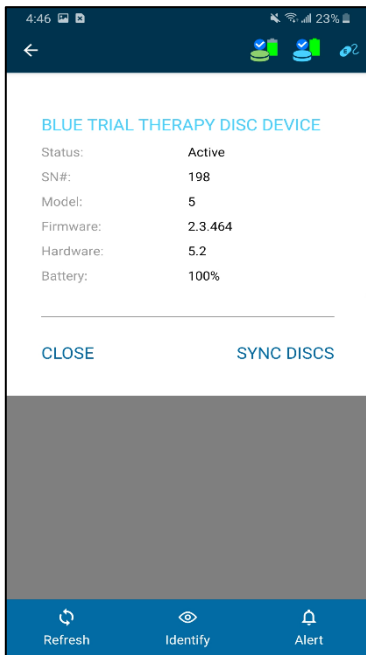 4:46 23%
BLUE TRIAL THERAPY DISC DEVICE
Status: Active
SN#: 198
Model: 5
Firmware: 2.3.464
Hardware: 5.2
Battery: 100%
CLOSE SYNC DISCS
Refresh Identify Alert